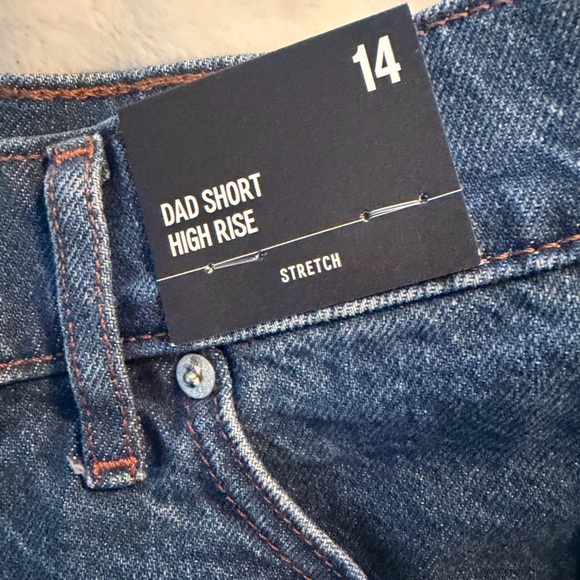 14
DAD SHORT
HIGH RISE
STRETCH